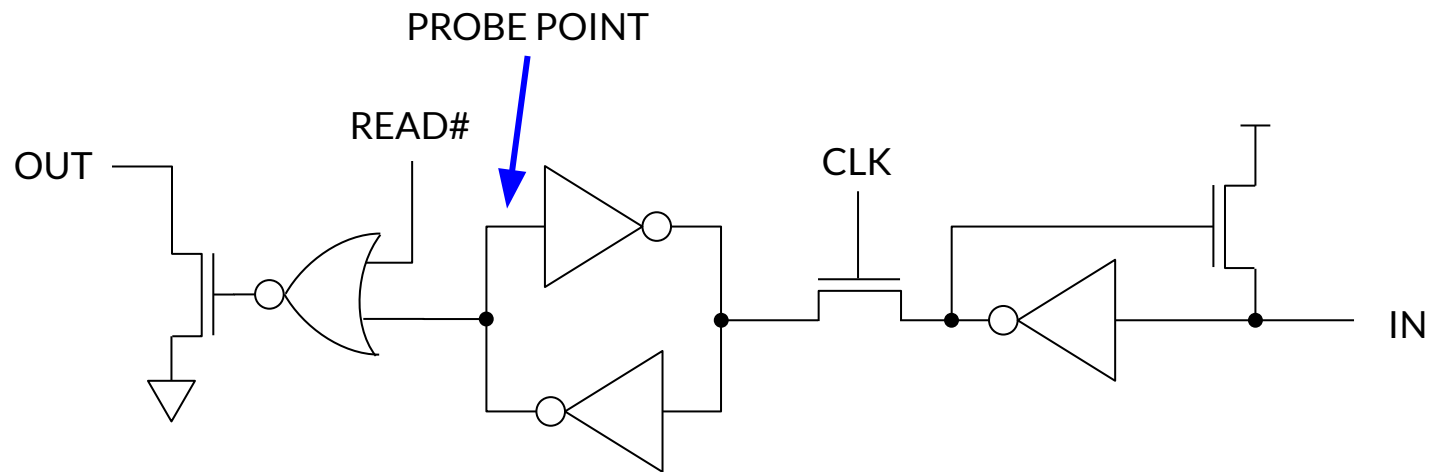 PROBE POINT
READ#
OUT
CLK
IN